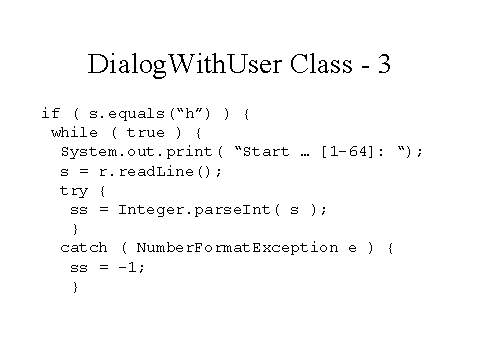 DialogWithUser Class - 3
if ( s.equals(“h”) ) {
while ( true ) {
System.out.print( “Start … [1-64]: “);
s = r.readLine();
try {
ss = Integer.parseInt( s );
}
catch ( NumberFormatException e ) {
ss = -1;
}